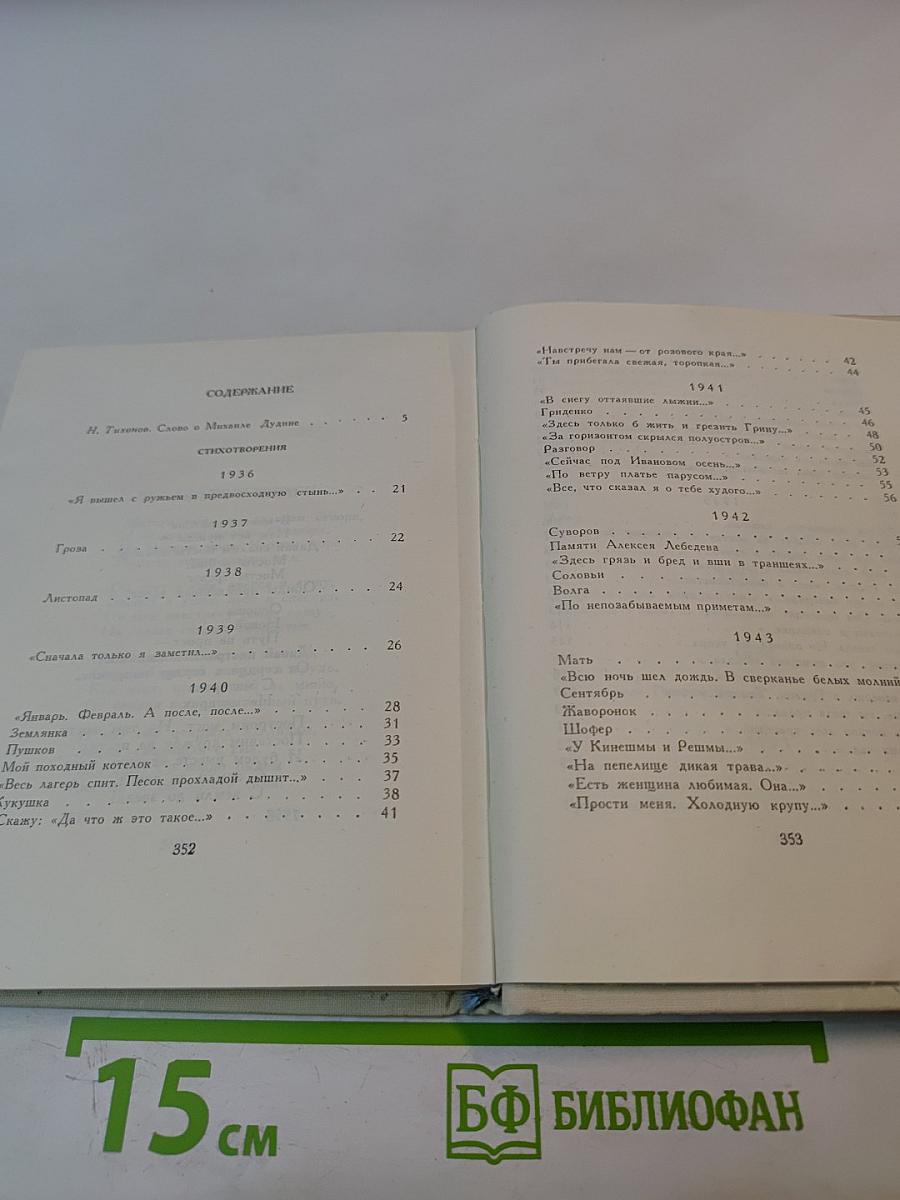 СОДЕРЖАНИЕ
Н. Тихонов. Слово о Михаиле Дудине . . . . . . 5
СТИХОТВОРЕНИЯ
1936
«Я вышел с ружьем в предвосходную стынь...» . . 21
1937
Гроза . . . . . . . . . . . . . . . . . 22
1938
Листопад . . . . . . . . . . . . . . . . 24
1939
«Сначала только я заметил...» . . . . . . . . . 26
1940
«Январь. Февраль. А после, после...» . . . . . . 28
Землянка . . . . . . . . . . . . . . . . 31
Пушков . . . . . . . . . . . . . . . . 33
Мой походный котелок . . . . . . . . . . . 35
«Весь лагерь спит. Песок прохладой дышит...» . . . 37
Кукушка . . . . . . . . . . . . . . . . 38
Скажу: «Да что ж это такое...» . . . . . . . . 41
352
«Навстречу нам — от розового края...» . . . . . . 42
«Ты прибегала свежая, торопкая...» . . . . . . . 44
1941
«В снегу оттаявшие лыжни...» . . . . . . . . 45
Гриденко . . . . . . . . . . . . . . . 46
«Здесь только б жить и грезить Грину...» . . . . . 48
«За горизонтом скрылся полуостров...» . . . . . . 50
Разговор . . . . . . . . . . . . . . . 52
«Сейчас под Ивановом осень...» . . . . . . . . 53
«По ветру платье парусом...» . . . . . . . . . 55
«Все, что сказал я о тебе худого...» . . . . . . . 56
1942
Суворов . . . . . . . . . . . . . . .
Памяти Алексея Лебедева . . . . . . . . . .
«Здесь грязь и бред и вши в траншеях...» . . . .
Соловьи . . . . . . . . . . . . . . .
Волга . . . . . . . . . . . . . . . .
«По непозабываемым приметам...» . . . . . . .
1943
Мать . . . . . . . . . . . . . . .
«Всю ночь шел дождь. В сверканье белых молний
Сентябрь . . . . . . . . . . . . . .
Жаворонок . . . . . . . . . . . . . .
Шофер . . . . . . . . . . . . . . .
«У Кинешмы и Решмы...» . . . . . . . . .
«На пепелище дикая трава...» . . . . . . .
«Есть женщина любимая. Она...» . . . . . .
«Прости меня. Холодную крупу...» . . . . .
353
15 см
БФ БИБЛИОФАН